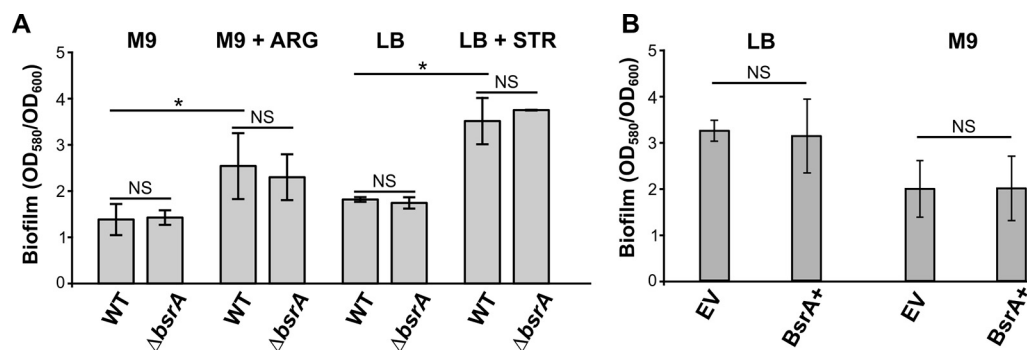 A
M9 M9 + ARG LB LB + STR
Biofilm (OD580/OD600)
5
4
3
2
1
0
* * NS NS NS NS
WT ΔbsrA WT ΔbsrA WT ΔbsrA WT ΔbsrA
B
LB M9
Biofilm (OD580/OD600)
5
4
3
2
1
0
NS NS
EV BsrA+ EV BsrA+